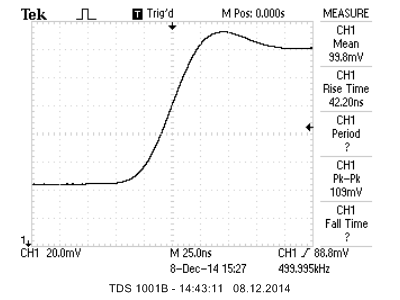 Tek T Trig'd M Pos: 0.000s MEASURE
CH1
Mean
99.8mV
CH1
Rise Time
42.20ns
CH1
Period
?
CH1
Pk-Pk
109mV
CH1
Fall Time
?
1
CH1 20.0mV M 25.0ns CH1 88.8mV
8-Dec-14 15:27 499.995kHz
TDS 1001B - 14:43:11 08.12.2014